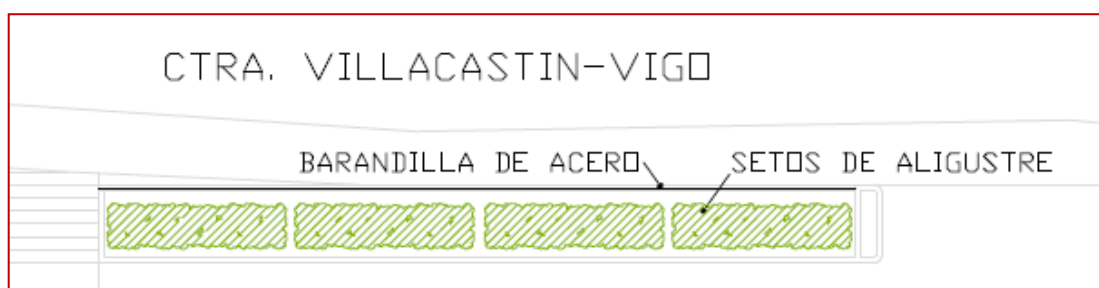 CTRA. VILLACASTIN-VIGO
BARANDILLA DE ACERO
SETOS DE ALIGUSTRE